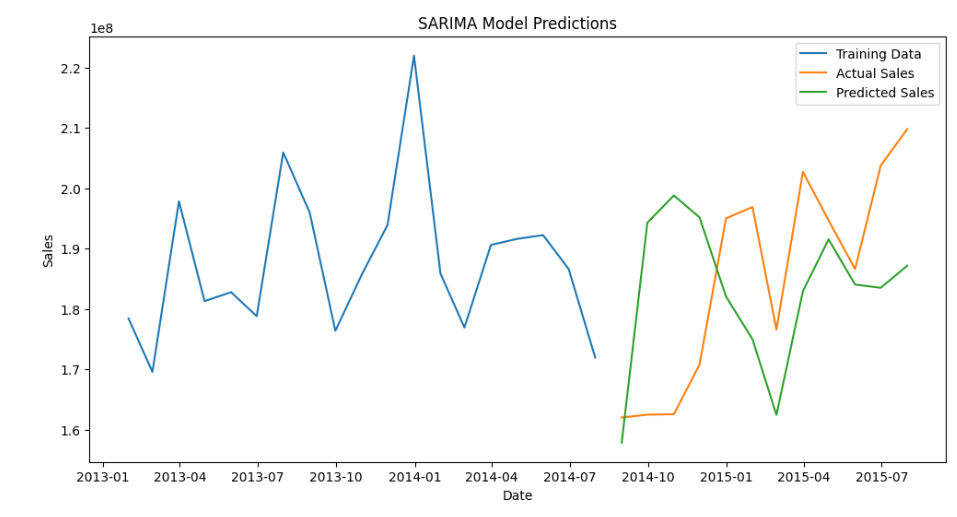 SARIMA Model Predictions
1e8
Training Data
Actual Sales
Predicted Sales
2.2
2.1
2.0
1.9
1.8
1.7
1.6
Sales
2013-01 2013-04 2013-07 2013-10 2014-01 2014-04 2014-07 2014-10 2015-01 2015-04 2015-07
Date